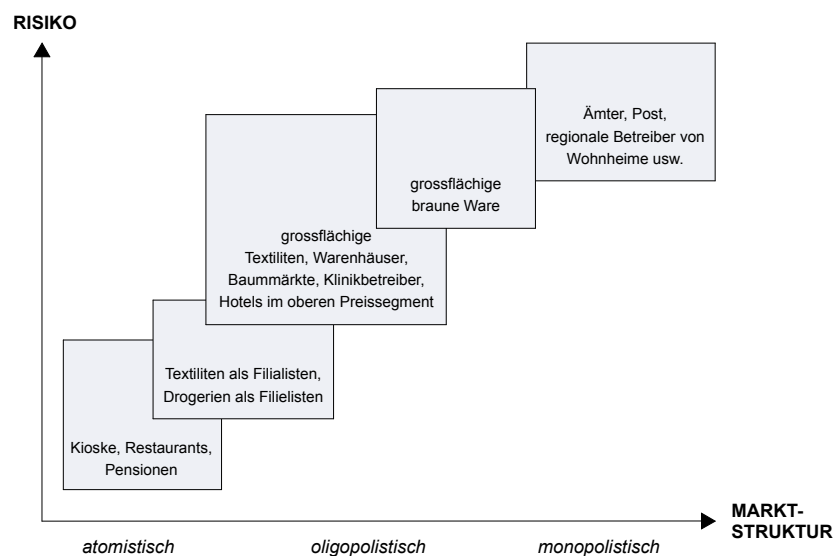 RISIKO
Ämter, Post,
regionale Betreiber von
Wohnheime usw.
grossflächige
braune Ware
grossflächige
Textiliten, Warenhäuser,
Baummärkte, Klinikbetreiber,
Hotels im oberen Preissegment
Textiliten als Filialisten,
Drogerien als Filielisten
Kioske, Restaurants,
Pensionen
MARKT-
STRUKTUR
atomistisch
oligopolistisch
monopolistisch